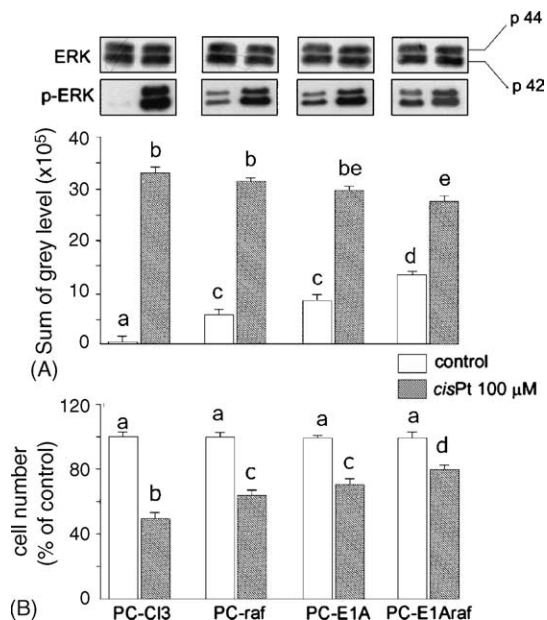 p 44
ERK
p 42
p-ERK
Sum of grey level (x10⁵)
40
30
20
10
0
a
b
c
b
c
be
d
e
(A)
control
cisPt 100 µM
cell number
(% of control)
120
80
40
0
a
b
a
c
a
c
a
d
(B)
PC-Cl3
PC-raf
PC-E1A
PC-E1Araf